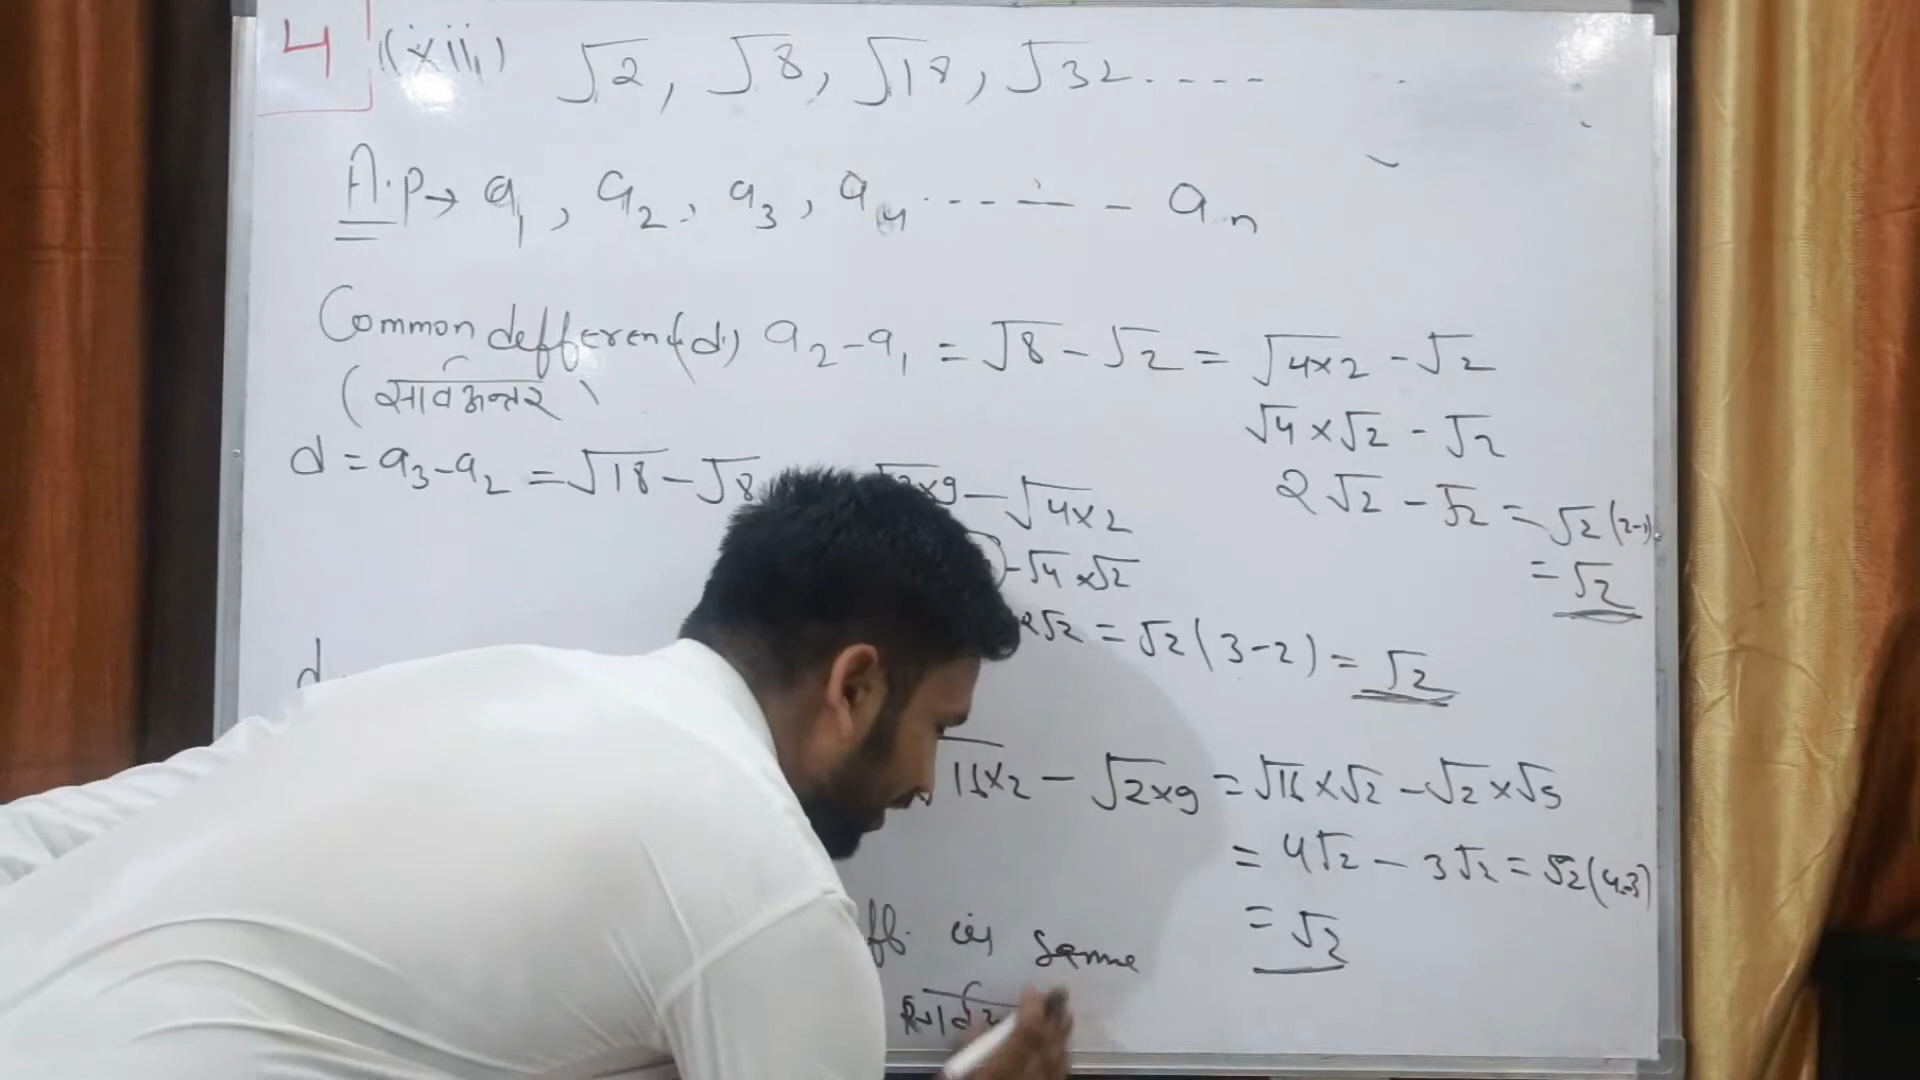 4 (xii) √2, √8, √18, √32 ----
A.P→ a₁, a₂, a₃, a₄ ------- aₙ
Common defferen(d) a₂-a₁ = √8 - √2 = √4×2 - √2
(सार्वअन्तर)
√4×√2 - √2
d = a₃-a₂ = √18 - √8 ×9 - √4×2
2√2 - √2 = √2(2-1)
- √4×√2
= √2
2√2 = √2(3-2) = √2
d
16×2 - √2×9 = √16×√2 - √2×√9
= 4√2 - 3√2 = √2(4-3)
ff. is same
= √2